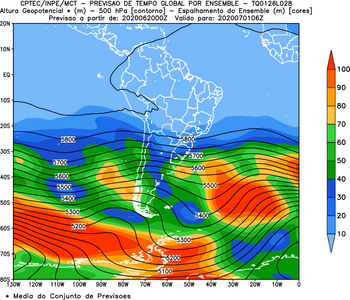 CPTEC/INPE/MCT - PREVISAO DE TEMPO GLOBAL POR ENSEMBLE - TQ0126L028
Altura Geopotencial * (m) - 500 hPa [contorno] - Espalhamento do Ensemble (m) [cores]
Previsao a partir de: 2020062000Z Valido para: 2020070106Z
20N
10N
EQ
10S
20S
30S
40S
50S
60S
70S
80S
5800
5800
5700
5700
5600
5600
5500
5500
5400
5400
5300
5300
5200
5200
5100
100
90
80
70
60
50
40
30
20
10
130W 120W 110W 100W 90W 80W 70W 60W 50W 40W 30W 20W 10W 0
* Media do Conjunto de Previsoes